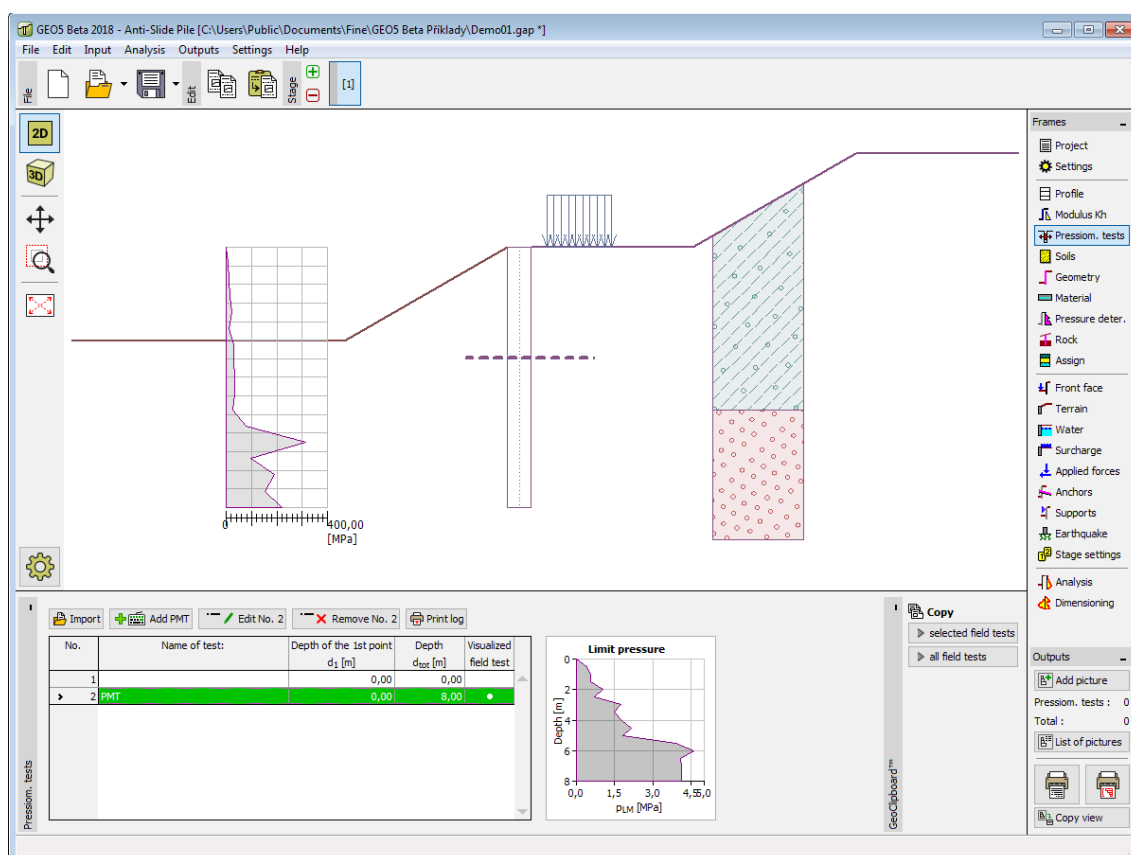 GEO5 Beta 2018 - Anti-Slide Pile [C:\Users\Public\Documents\Fine\GEO5 Beta Příklady\Demo01.gap *]
File Edit Input Analysis Outputs Settings Help
File
Edit
Stage
[1]
2D
3D
0
400,00
[MPa]
Frames
Project
Settings
Profile
Modulus Kh
Pressiom. tests
Soils
Geometry
Material
Pressure deter.
Rock
Assign
Front face
Terrain
Water
Surcharge
Applied forces
Anchors
Supports
Earthquake
Stage settings
Analysis
Dimensioning
Pressiom. tests
Import Add PMT Edit No. 2 Remove No. 2 Print log
No. Name of test: Depth of the 1st point Depth Visualized
d1 [m] dtot [m] field test
1 0,00 0,00
> 2 PMT 0,00 8,00
Limit pressure
Depth [m]
0
2
4
6
8
0,0 1,5 3,0 4,5 5,0
PLM [MPa]
GeoClipboard™
Copy
selected field tests
all field tests
Outputs
Add picture
Pressiom. tests : 0
Total : 0
List of pictures
Copy view